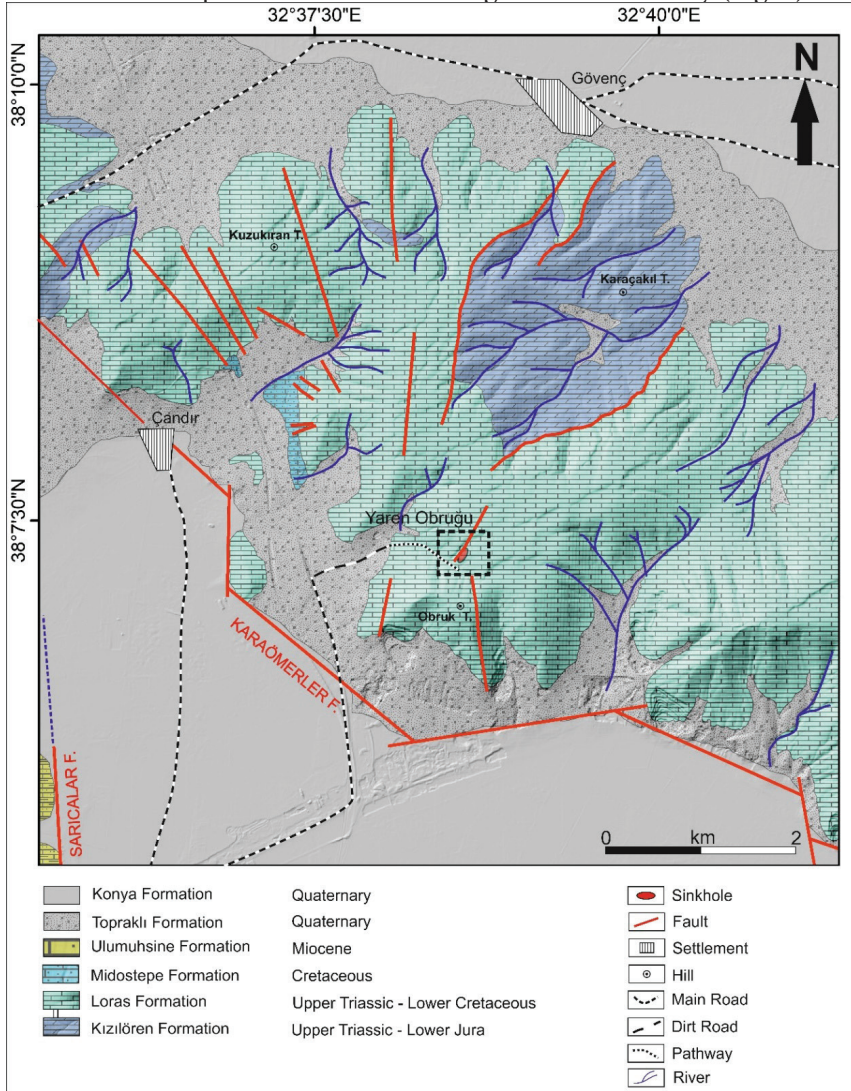 32°37'30"E
32°40'0"E
38°10'0"N
N
Gövenç
Kuzukıran T.
Karaçakıl T.
Çandır
38°7'30"N
Yaren Obruğu
Obruk T.
KARAÖMERLER F.
SARICALAR F.
0 km 2
Konya Formation Quaternary Sinkhole
Topraklı Formation Quaternary Fault
Ulumuhsine Formation Miocene Settlement
Midostepe Formation Cretaceous Hill
Loras Formation Upper Triassic - Lower Cretaceous Main Road
Kızılören Formation Upper Triassic - Lower Jura Dirt Road
Pathway
River